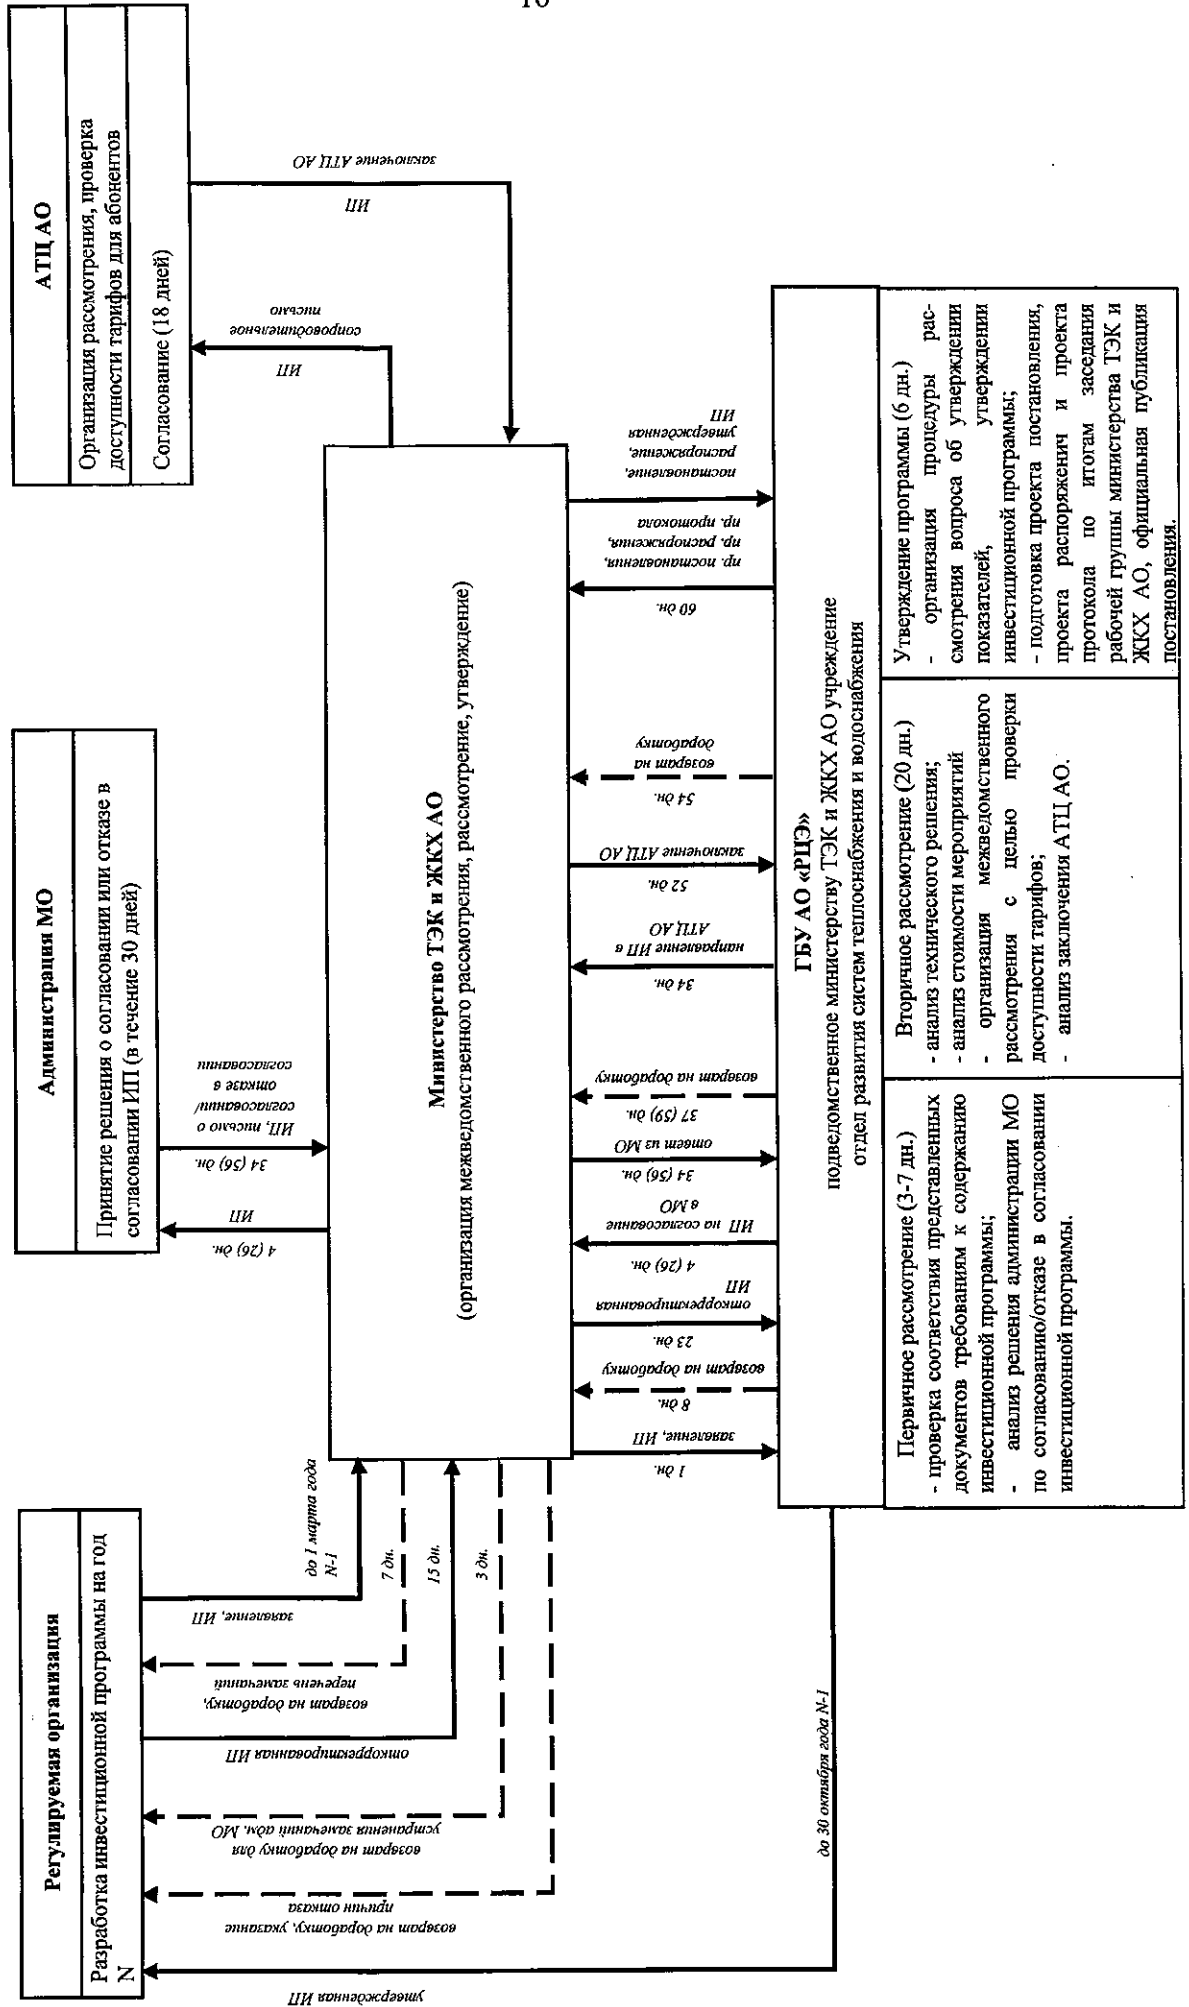 16
Регулируемая организация
Разработка инвестиционной программы на год
N
Администрация МО
Принятие решения о согласовании или отказе в
согласовании ИП (в течение 30 дней)
АТЦ АО
Организация рассмотрения, проверка
доступности тарифов для абонентов
Согласование (18 дней)
утверждённая ИП
возврат на доработку, указание
причин отказа
возврат на доработку для
устранения замечаний адм. МО
откорректированная ИП
возврат на доработку,
перечень замечаний
заявление, ИП
до 1 марта года
N-1
7 дн.
15 дн.
3 дн.
4 (26) дн.
ИП
34 (56) дн.
ИП, письмо о
согласовании/
отказе в
согласовании
ИП
сопроводительное
письмо
ИП
заключение АТЦ АО
Министерство ТЭК и ЖКХ АО
(организация межведомственного рассмотрения, рассмотрение, утверждение)
1 дн.
заявление, ИП
8 дн.
возврат на доработку
23 дн.
откорректированная
ИП
4 (26) дн.
ИП на согласование
в МО
34 (56) дн.
ответ из МО
37 (59) дн.
возврат на доработку
34 дн.
направление ИП в
АТЦ АО
52 дн.
заключение АТЦ АО
54 дн.
возврат на
доработку
60 дн.
пр. постановления,
пр. распоряжения,
пр. протокола
постановление,
распоряжение,
утверждённая
ИП
до 30 октября года N-1
ГБУ АО «РЦЭ»
подведомственное министерству ТЭК и ЖКХ АО учреждение
отдел развития систем теплоснабжения и водоснабжения
Первичное рассмотрение (3-7 дн.)
- проверка соответствия представленных
документов требованиям к содержанию
инвестиционной программы;
- анализ решения администрации МО
по согласованию/отказе в согласовании
инвестиционной программы.
Вторичное рассмотрение (20 дн.)
- анализ технического решения;
- анализ стоимости мероприятий
- организация межведомственного
рассмотрения с целью проверки
доступности тарифов;
- анализ заключения АТЦ АО.
Утверждение программы (6 дн.)
- организация процедуры рас-
смотрения вопроса об утверждении
показателей, утверждении
инвестиционной программы;
- подготовка проекта постановления,
проекта распоряжения и проекта
протокола по итогам заседания
рабочей группы министерства ТЭК и
ЖКХ АО, официальная публикация
постановления.